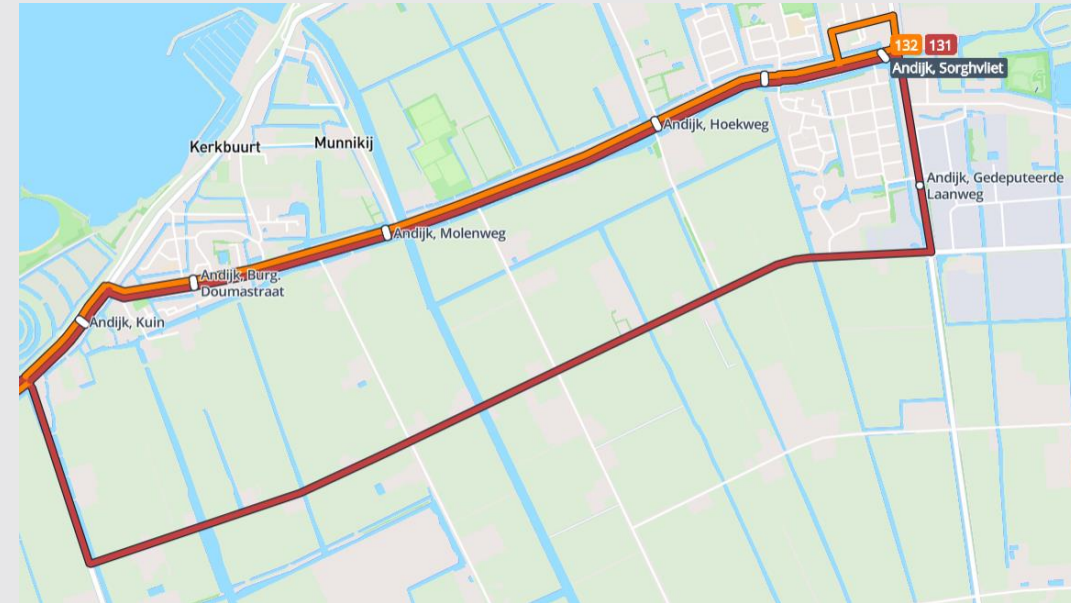 132 131
Andijk, Sorghvliet
Andijk, Hoekweg
Kerkbuurt
Munnikij
Andijk, Gedeputeerde
Laanweg
Andijk, Molenweg
Andijk, Burg.
Doumastraat
Andijk, Kuin